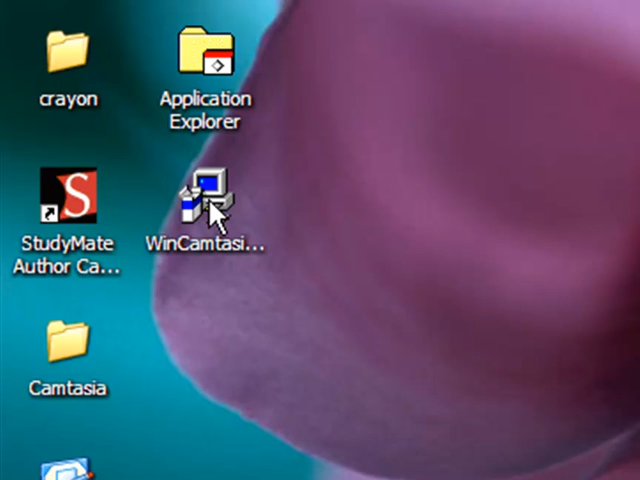 crayon
Application
Explorer
S
StudyMate
Author Ca...
WinCamtasi...
Camtasia